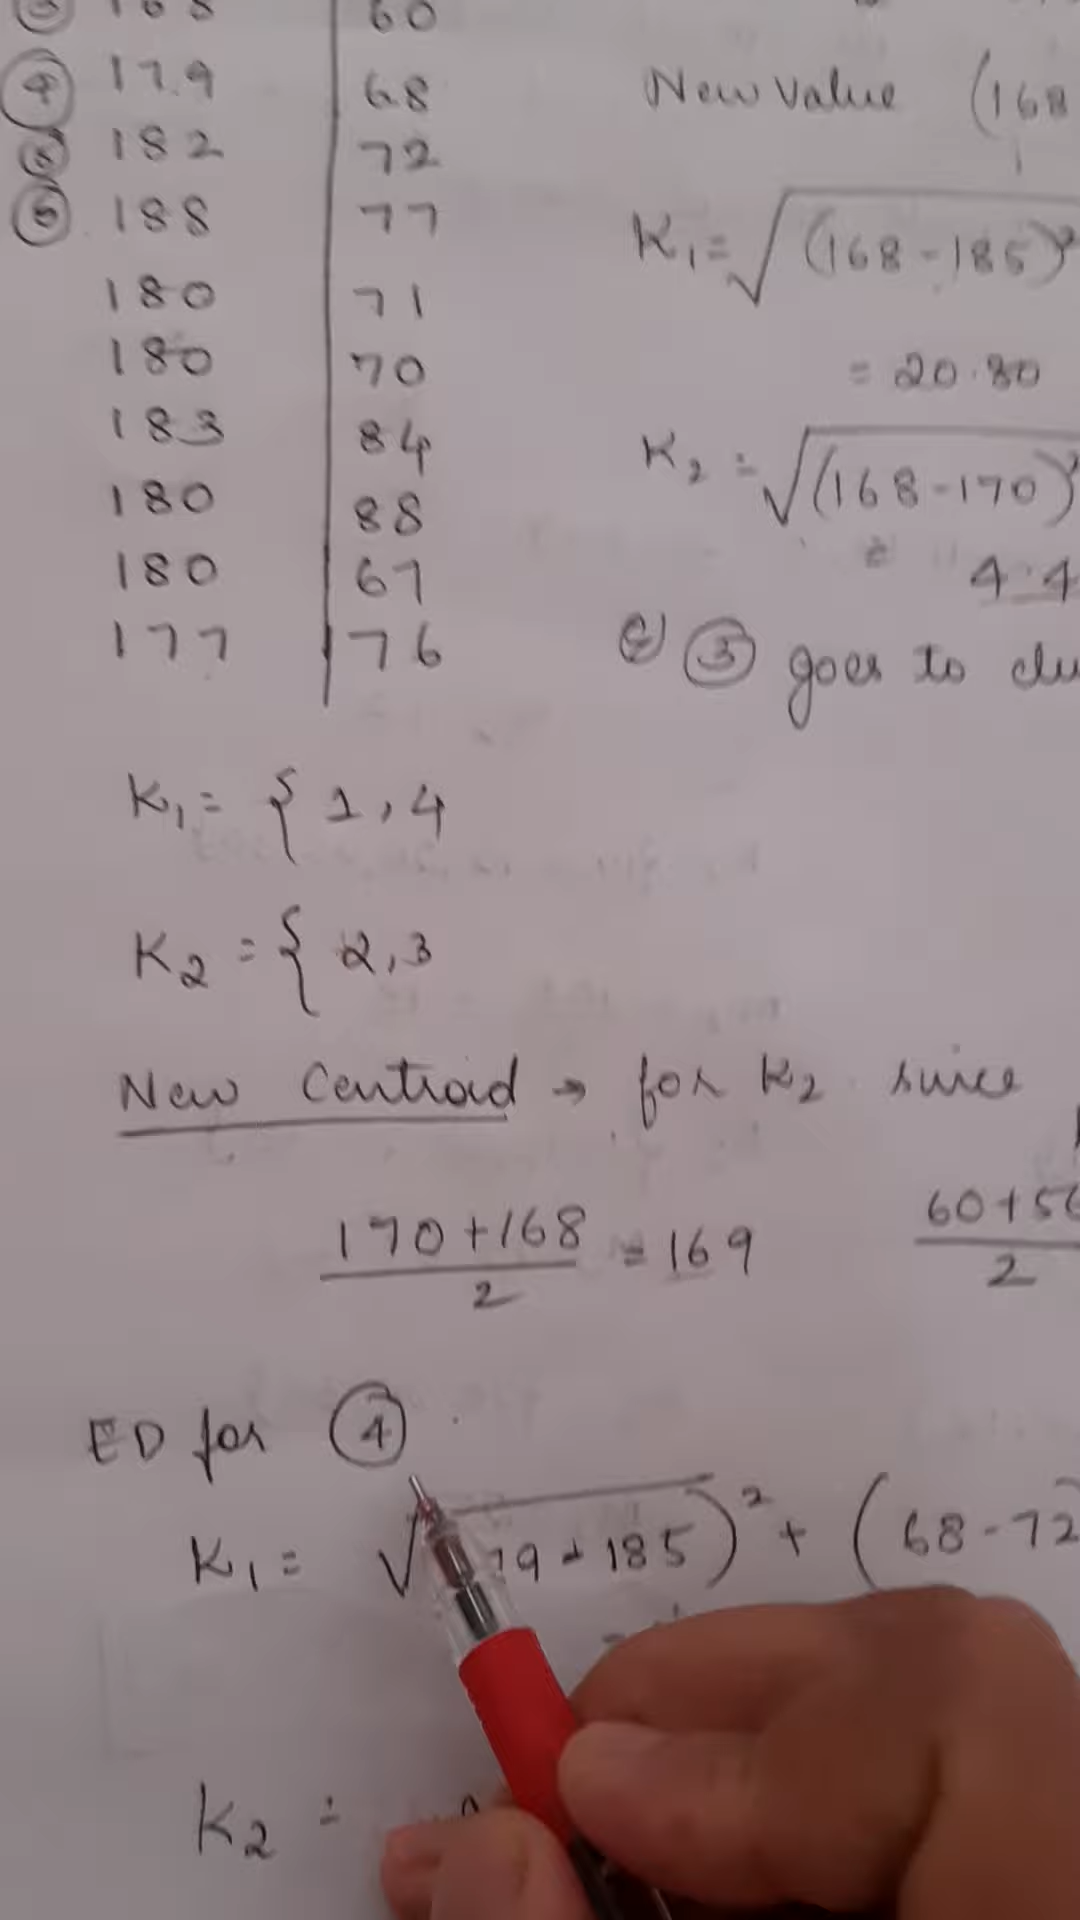 ③ 168 60
④ 179 68
182 72
⑤ 188 77
180 71
180 70
183 84
180 88
180 67
177 76
New value (168
K₁ = √(168-185)²
= 20.80
K₂ = √(168-170)²
= 4.4
③ goes to clu
K₁ = { 1, 4
K₂ = { 2, 3
New Centroid → for K₂ since
170+168/2 = 169 60+56/2
ED for ④
K₁ = √ 79-185)² + (68-72)
K₂ =